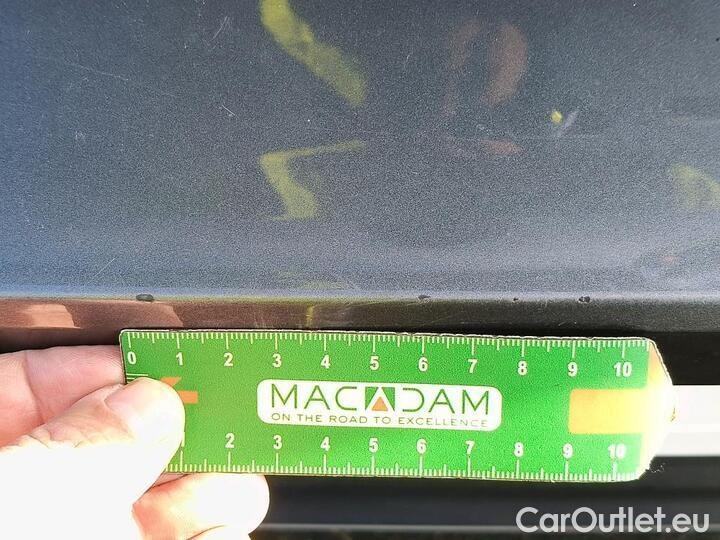 0 1 2 3 4 5 6 7 8 9 10
MACADAM
ON THE ROAD TO EXCELLENCE
2 3 4 5 6 7 8 9 10
CarOutlet.eu